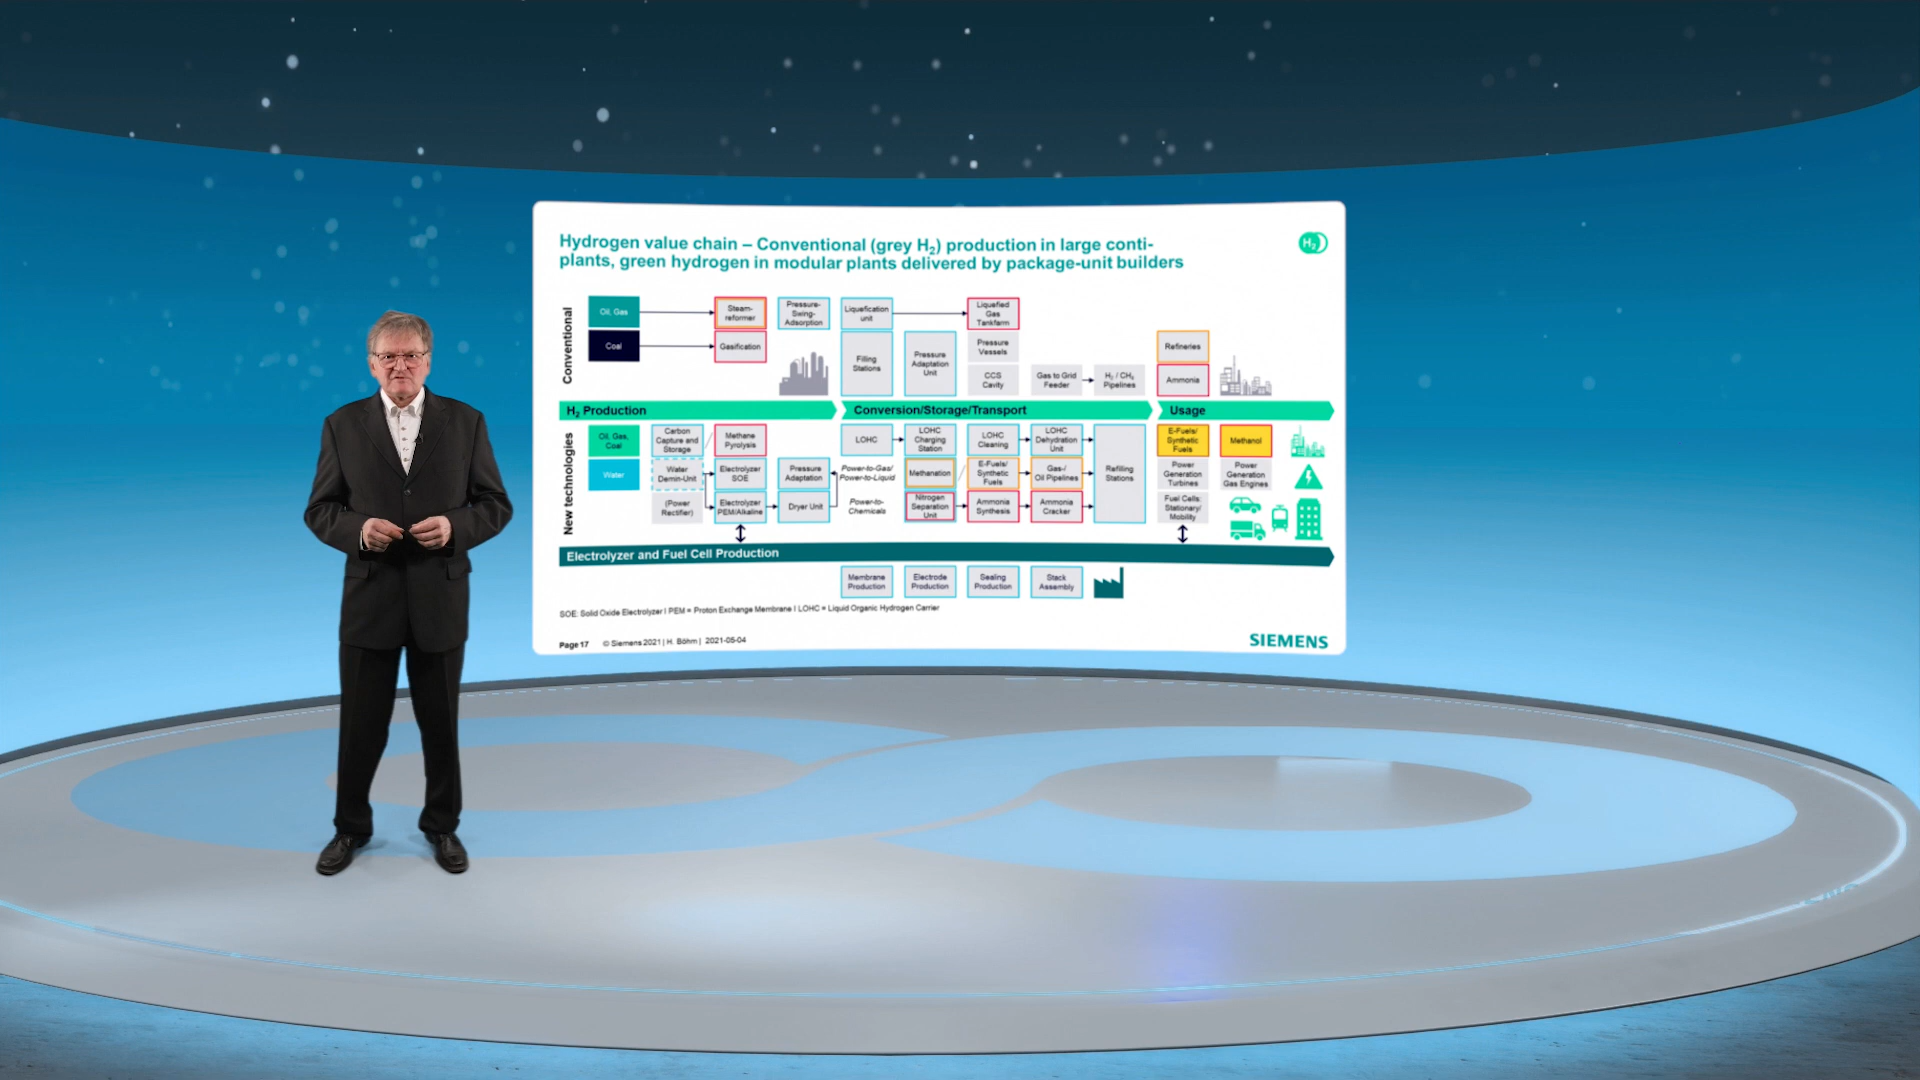 Hydrogen value chain – Conventional (grey H₂) production in large conti-
plants, green hydrogen in modular plants delivered by package-unit builders
H₂
Conventional
Oil, Gas
Steam-
reformer
Pressure-
Swing-
Adsorption
Liquefication
unit
Liquefied
Gas
Tankfarm
Coal
Gasification
Filling
Stations
Pressure
Adaptation
Unit
Pressure
Vessels
CCS
Cavity
Gas to Grid
Feeder
H₂ / CH₄
Pipelines
Refineries
Ammonia
H₂ Production
Conversion/Storage/Transport
Usage
New technologies
Oil, Gas,
Coal
Carbon
Capture and
Storage
Methane
Pyrolysis
LOHC
LOHC
Charging
Station
LOHC
Cleaning
LOHC
Dehydration
Unit
Refilling
Stations
E-Fuels/
Synthetic
Fuels
Methanol
Water
Water
Demin-Unit
Electrolyzer
SOE
Pressure
Adaptation
Power-to-Gas/
Power-to-Liquid
Methanation
E-Fuels/
Synthetic
Fuels
Gas-/
Oil Pipelines
Power
Generation
Turbines
Power
Generation
Gas Engines
(Power
Rectifier)
Electrolyzer
PEM/Alkaline
Dryer Unit
Power-to-
Chemicals
Nitrogen
Separation
Unit
Ammonia
Synthesis
Ammonia
Cracker
Fuel Cells:
Stationary/
Mobility
Electrolyzer and Fuel Cell Production
Membrane
Production
Electrode
Production
Sealing
Production
Stack
Assembly
SOE: Solid Oxide Electrolyzer I PEM = Proton Exchange Membrane I LOHC = Liquid Organic Hydrogen Carrier
Page 17 © Siemens 2021 | H. Böhm | 2021-05-04
SIEMENS